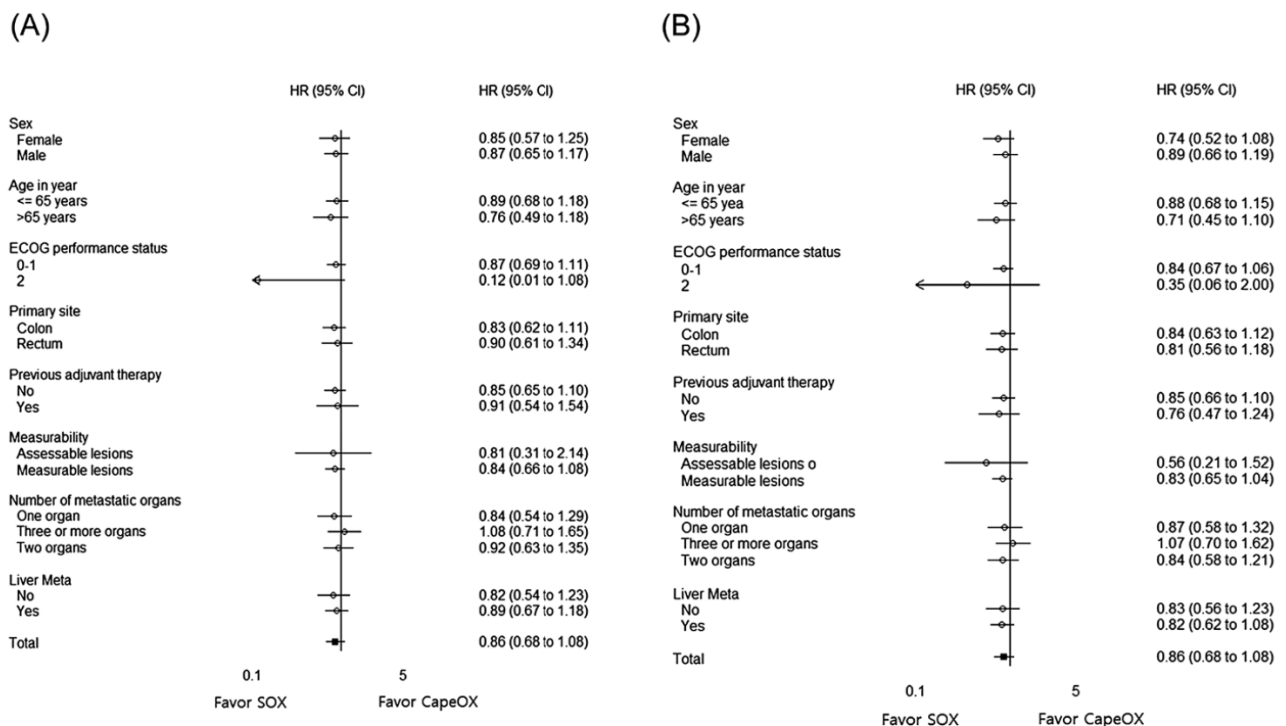 (A)
HR (95% CI) HR (95% CI)
Sex
Female 0.85 (0.57 to 1.25)
Male 0.87 (0.65 to 1.17)
Age in year
<= 65 years 0.89 (0.68 to 1.18)
>65 years 0.76 (0.49 to 1.18)
ECOG performance status
0-1 0.87 (0.69 to 1.11)
2 0.12 (0.01 to 1.08)
Primary site
Colon 0.83 (0.62 to 1.11)
Rectum 0.90 (0.61 to 1.34)
Previous adjuvant therapy
No 0.85 (0.65 to 1.10)
Yes 0.91 (0.54 to 1.54)
Measurability
Assessable lesions 0.81 (0.31 to 2.14)
Measurable lesions 0.84 (0.66 to 1.08)
Number of metastatic organs
One organ 0.84 (0.54 to 1.29)
Three or more organs 1.08 (0.71 to 1.65)
Two organs 0.92 (0.63 to 1.35)
Liver Meta
No 0.82 (0.54 to 1.23)
Yes 0.89 (0.67 to 1.18)
Total 0.86 (0.68 to 1.08)
0.1 5
Favor SOX Favor CapeOX
(B)
HR (95% CI) HR (95% CI)
Sex
Female 0.74 (0.52 to 1.08)
Male 0.89 (0.66 to 1.19)
Age in year
<= 65 yea 0.88 (0.68 to 1.15)
>65 years 0.71 (0.45 to 1.10)
ECOG performance status
0-1 0.84 (0.67 to 1.06)
2 0.35 (0.06 to 2.00)
Primary site
Colon 0.84 (0.63 to 1.12)
Rectum 0.81 (0.56 to 1.18)
Previous adjuvant therapy
No 0.85 (0.66 to 1.10)
Yes 0.76 (0.47 to 1.24)
Measurability
Assessable lesions o 0.56 (0.21 to 1.52)
Measurable lesions 0.83 (0.65 to 1.04)
Number of metastatic organs
One organ 0.87 (0.58 to 1.32)
Three or more organs 1.07 (0.70 to 1.62)
Two organs 0.84 (0.58 to 1.21)
Liver Meta
No 0.83 (0.56 to 1.23)
Yes 0.82 (0.62 to 1.08)
Total 0.86 (0.68 to 1.08)
0.1 5
Favor SOX Favor CapeOX